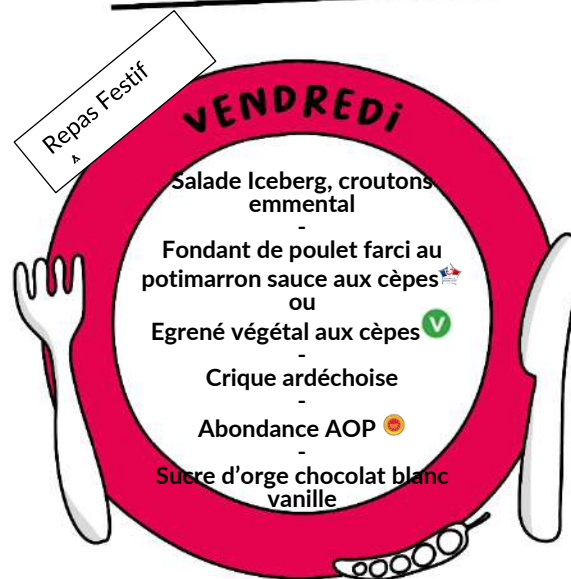 Repas Festif
VENDREDi
Salade Iceberg, croutons
emmental
-
Fondant de poulet farci au
potimarron sauce aux cèpes
ou
Egrené végétal aux cèpes V
-
Crique ardéchoise
-
Abondance AOP
-
Sucre d'orge chocolat blanc
vanille